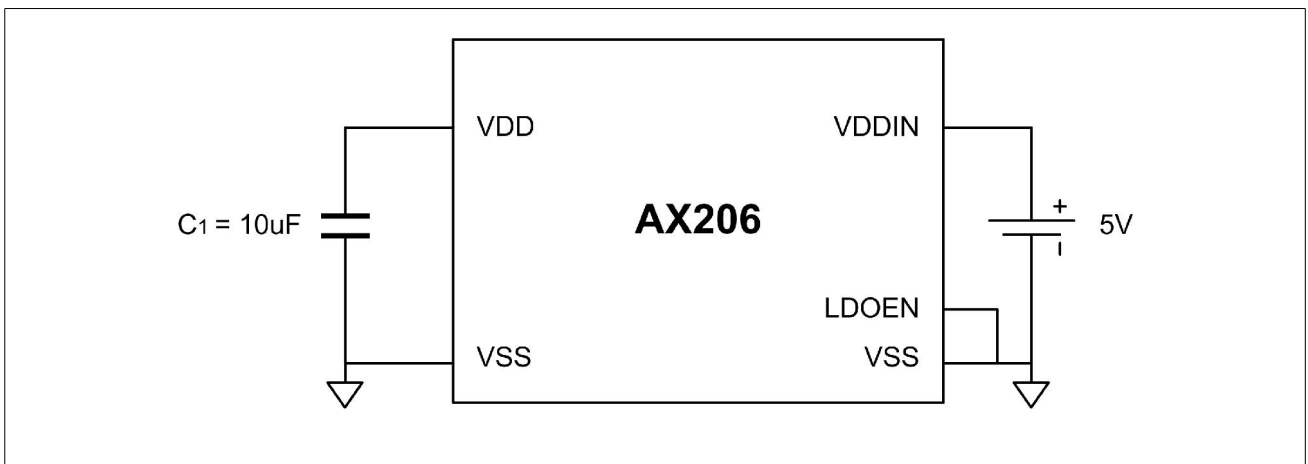 VDD
VDDIN
C1 = 10uF
AX206
+
5V
-
LDOEN
VSS
VSS